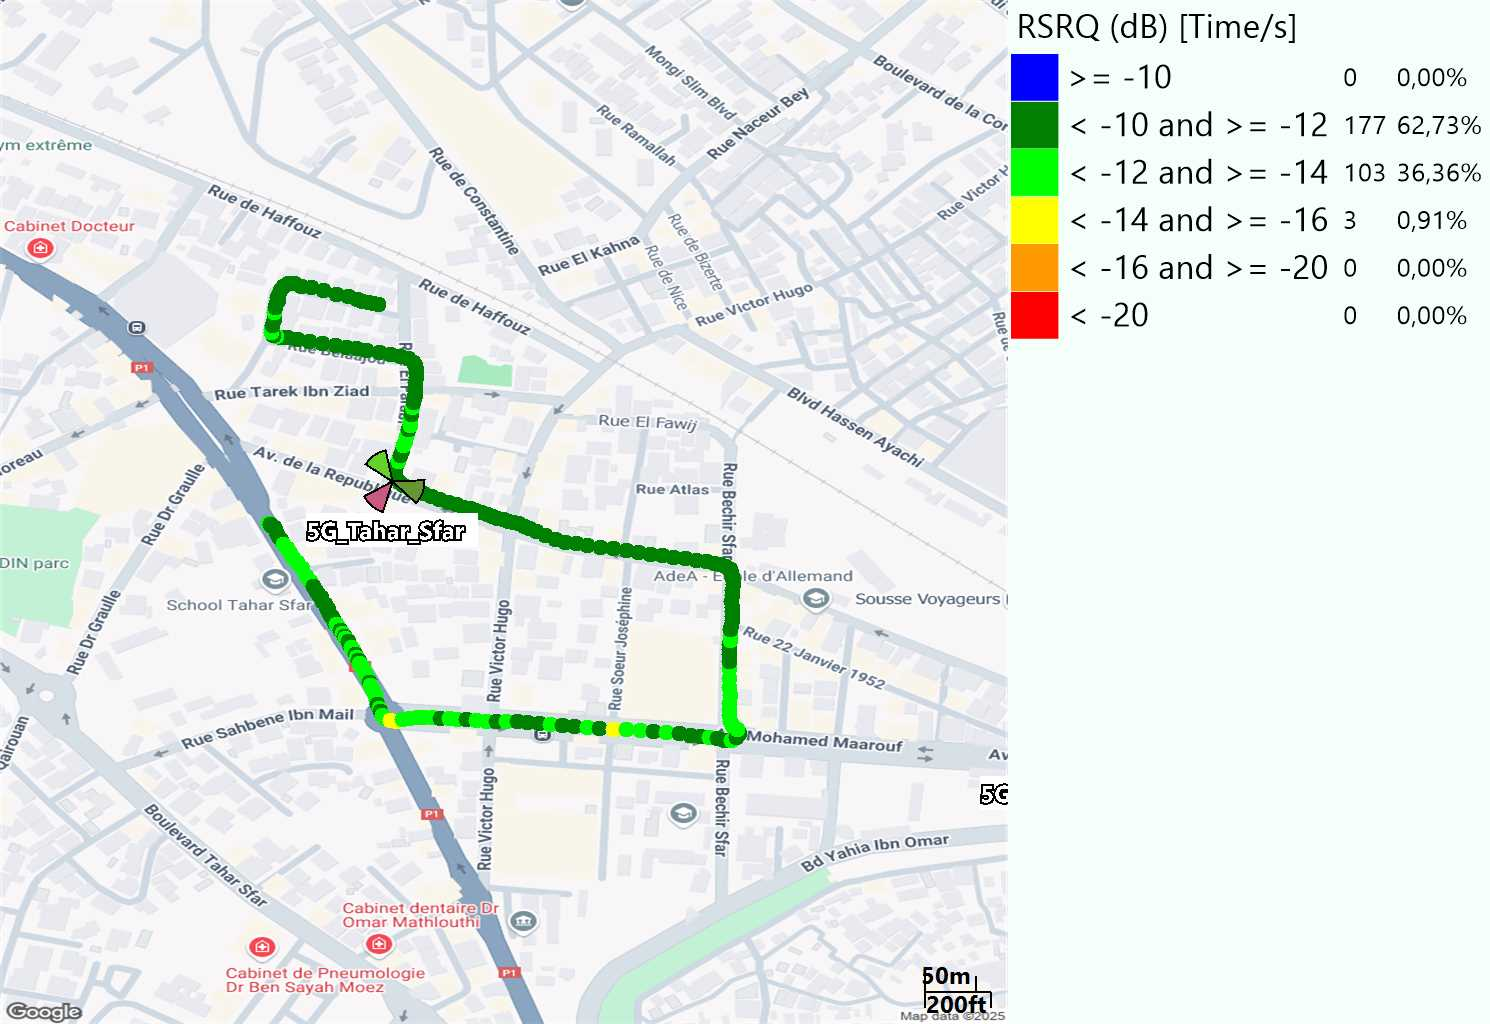 RSRQ (dB) [Time/s]
>= -10 0 0,00%
< -10 and >= -12 177 62,73%
< -12 and >= -14 103 36,36%
< -14 and >= -16 3 0,91%
< -16 and >= -20 0 0,00%
< -20 0 0,00%
Mongi Slim Blvd
Boulevard de la Cor
Rue Naceur Bey
Rue Ramallah
ym extrême
Rue de Constantine
Rue de Haffouz
Rue Victor H
Cabinet Docteur
Rue El Kahna
Rue de Bizerte
Rue de Nice
Rue de Haffouz
Rue Victor Hugo
P1
Rue Tarek Ibn Ziad
Blvd Hassen Ayachi
Rue El Fawij
Av. de la Republique
Rue Atlas
Rue Bechir Sfar
Rue Dr Graulle
5G_Tahar_Sfar
DIN parc
AdeA - École d'Allemand
School Tahar Sfar
Sousse Voyageurs
Rue Dr Graulle
Rue Victor Hugo
Rue Soeur Joséphine
Rue 22 Janvier 1952
Rue Sahbene Ibn Mail
Mohamed Maarouf
Av
Qairouan
Rue Victor Hugo
Rue Bechir Sfar
5G
P1
Boulevard Tahar Sfar
Bd Yahia Ibn Omar
Cabinet dentaire Dr
Omar Mathlouthi
Cabinet de Pneumologie
Dr Ben Sayah Moez
P1
50m
200ft
Google
Map data ©2025